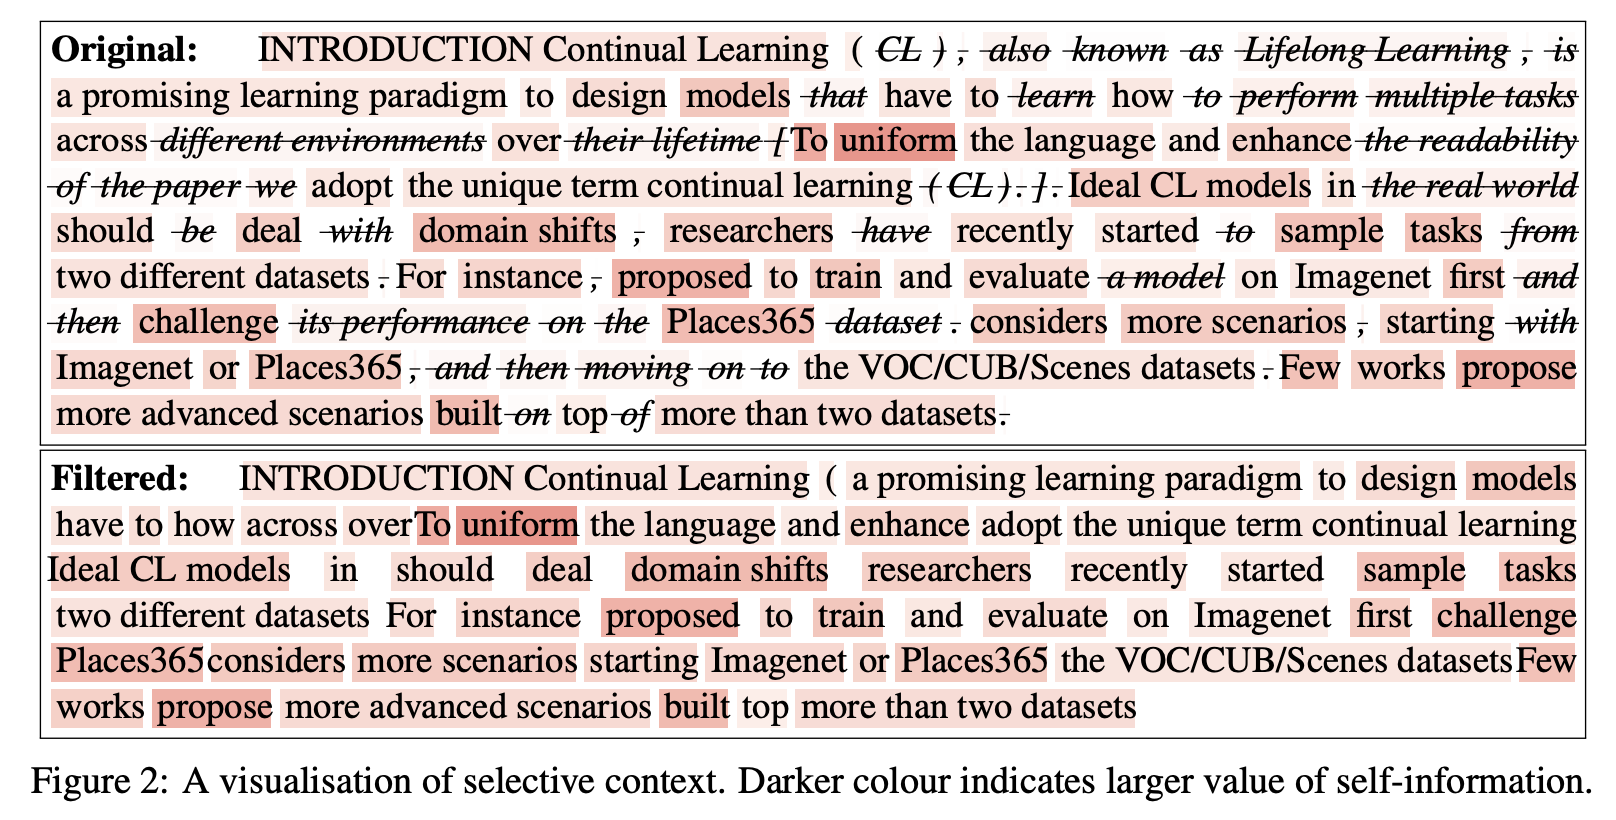 Original: INTRODUCTION Continual Learning ( CL ) , also known as Lifelong Learning , is
a promising learning paradigm to design models that have to learn how to perform multiple tasks
across different environments over their lifetime [To uniform the language and enhance the readability
of the paper we adopt the unique term continual learning ( CL ) . ] . Ideal CL models in the real world
should be deal with domain shifts , researchers have recently started to sample tasks from
two different datasets . For instance , proposed to train and evaluate a model on Imagenet first and
then challenge its performance on the Places365 dataset . considers more scenarios , starting with
Imagenet or Places365 , and then moving on to the VOC/CUB/Scenes datasets . Few works propose
more advanced scenarios built on top of more than two datasets.
Filtered: INTRODUCTION Continual Learning ( a promising learning paradigm to design models
have to how across overTo uniform the language and enhance adopt the unique term continual learning
Ideal CL models in should deal domain shifts researchers recently started sample tasks
two different datasets For instance proposed to train and evaluate on Imagenet first challenge
Places365considers more scenarios starting Imagenet or Places365 the VOC/CUB/Scenes datasetsFew
works propose more advanced scenarios built top more than two datasets
Figure 2: A visualisation of selective context. Darker colour indicates larger value of self-information.